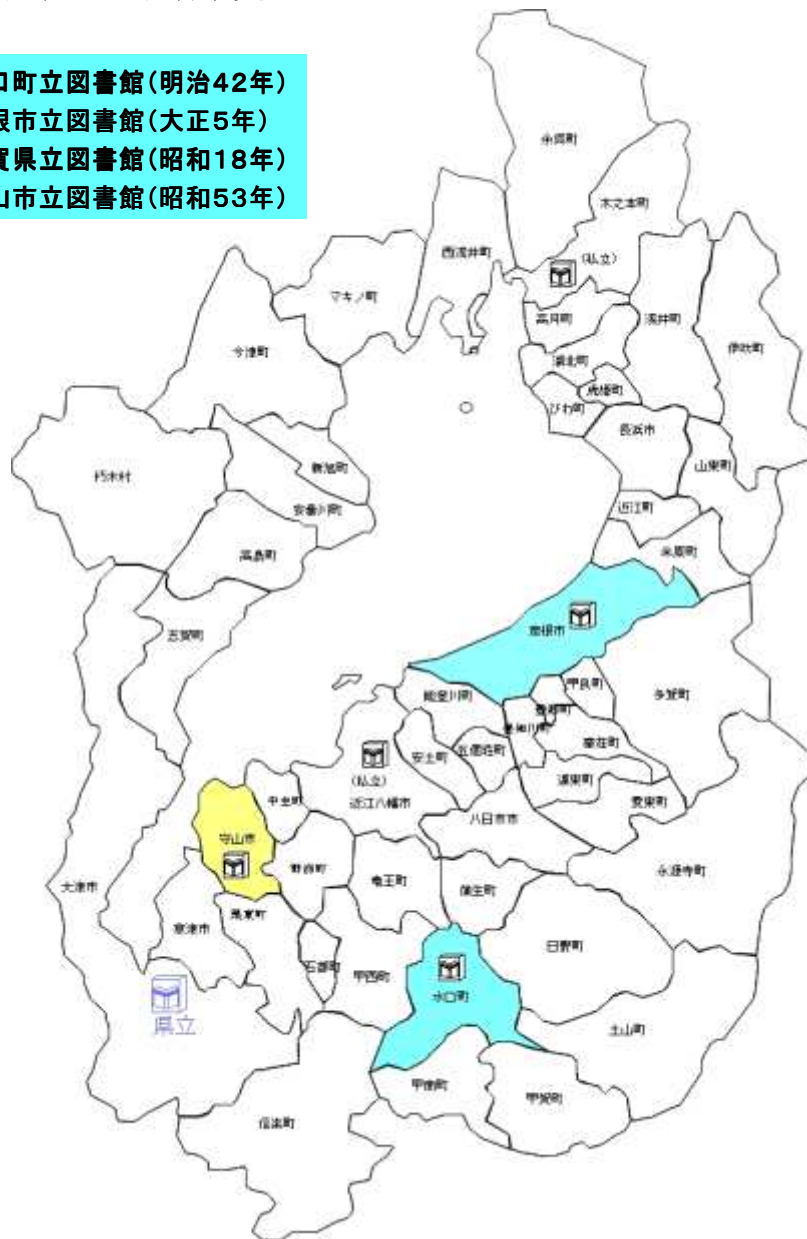 口町立図書館(明治42年)
根市立図書館(大正5年)
賀県立図書館(昭和18年)
山市立図書館(昭和53年)
余呉町
木之本町
西浅井町
(私立)
マキノ町
高月町
浅井町
伊吹町
今津町
湖北町
虎姫町
びわ町
長浜市
山東町
新旭町
朽木村
安曇川町
近江町
高島町
米原町
志賀町
彦根市
甲良町
多賀町
能登川町
豊郷町
愛知川町
秦荘町
安土町
五個荘町
湖東町
(私立)
近江八幡市
愛東町
中主町
八日市市
守山市
野洲町
竜王町
蒲生町
永源寺町
大津市
草津市
栗東町
日野町
石部町
甲西町
水口町
県立
土山町
甲南町
甲賀町
信楽町